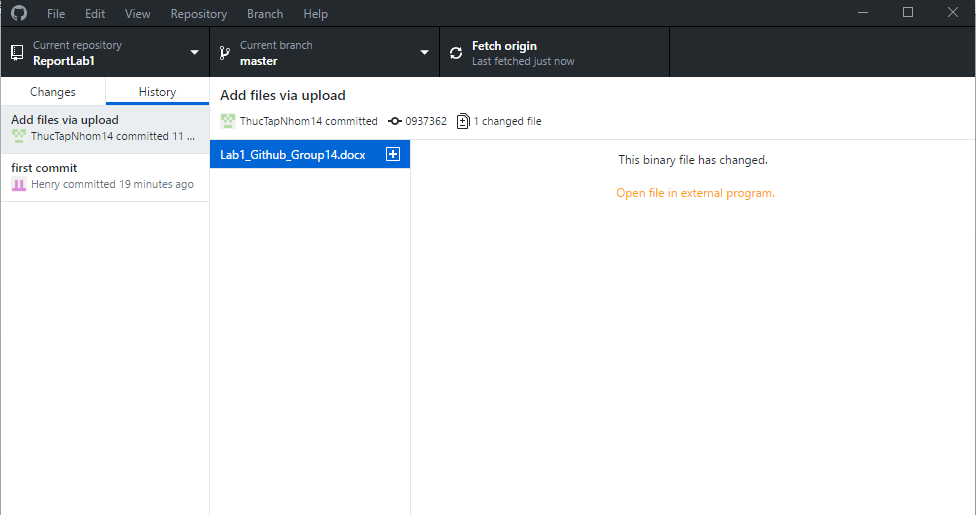 File Edit View Repository Branch Help
Current repository
ReportLab1
Current branch
master
Fetch origin
Last fetched just now
Changes
History
Add files via upload
ThucTapNhom14 committed 11 ...
first commit
Henry committed 19 minutes ago
Add files via upload
ThucTapNhom14 committed 0937362 1 changed file
Lab1_Github_Group14.docx
This binary file has changed.
Open file in external program.